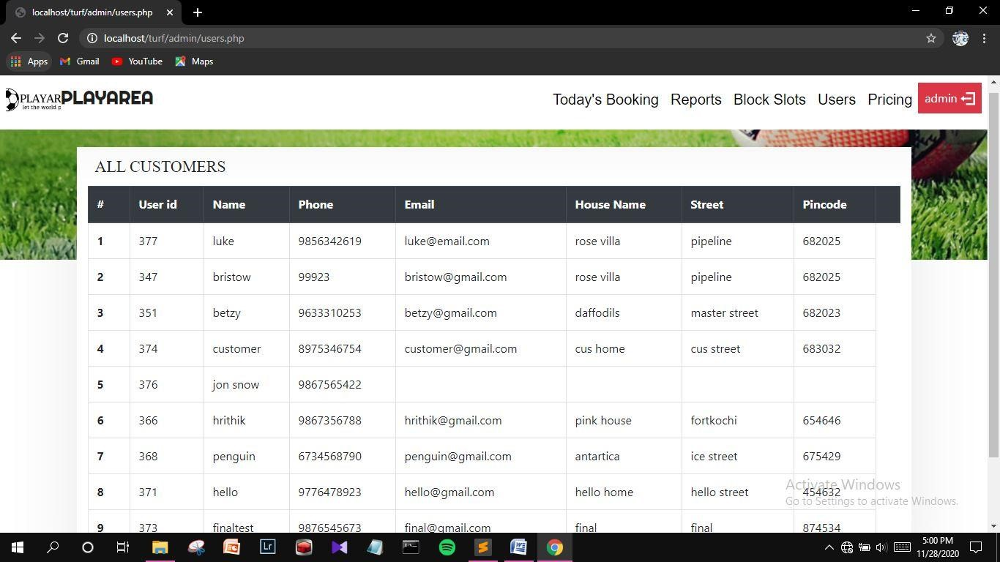 localhost/turf/admin/users.php
localhost/turf/admin/users.php
Apps Gmail YouTube Maps
PLAYAR PLAYAREA
let the world p
Today's Booking Reports Block Slots Users Pricing admin
ALL CUSTOMERS
# User id Name Phone Email House Name Street Pincode
1 377 luke 9856342619 luke@email.com rose villa pipeline 682025
2 347 bristow 99923 bristow@gmail.com rose villa pipeline 682025
3 351 betzy 9633310253 betzy@gmail.com daffodils master street 682023
4 374 customer 8975346754 customer@gmail.com cus home cus street 683032
5 376 jon snow 9867565422
6 366 hrithik 9867356788 hrithik@gmail.com pink house fortkochi 654646
7 368 penguin 6734568790 penguin@gmail.com antartica ice street 675429
8 371 hello 9776478923 hello@gmail.com hello home hello street 454632
Activate Windows
Go to Settings to activate Windows.
9 373 finaltest 9876545673 final@gmail.com final final 874534
Lr
5:00 PM
11/28/2020